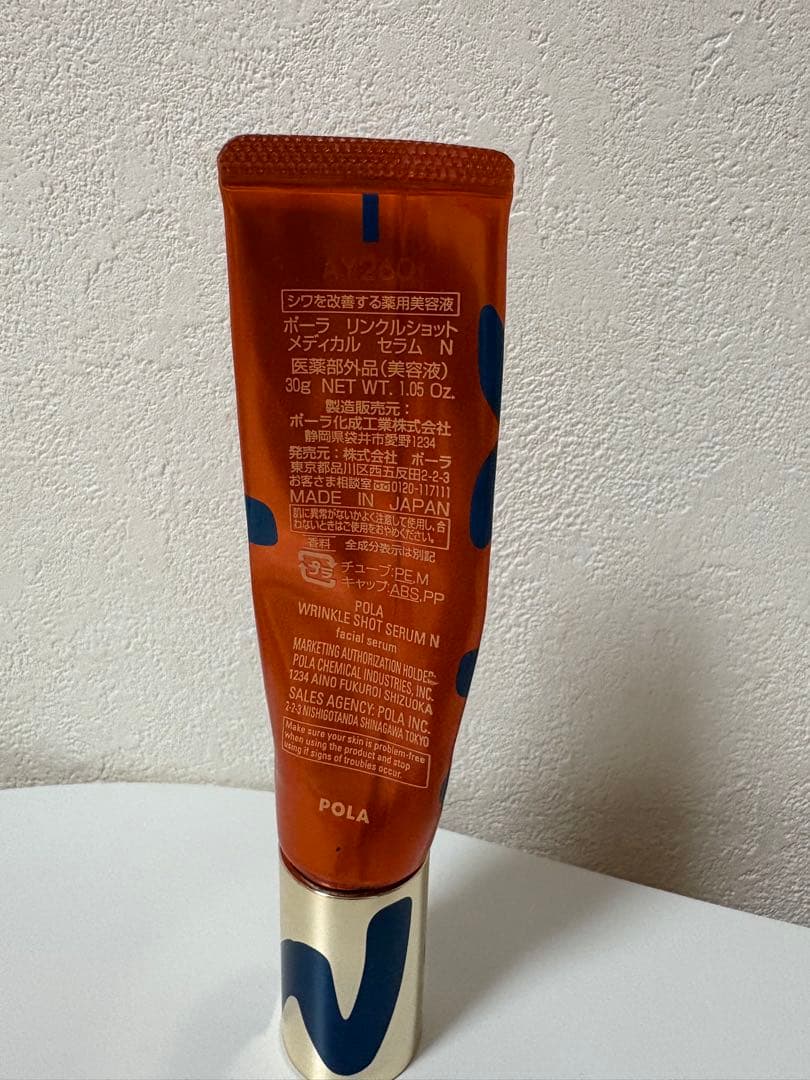 シワを改善する薬用美容液
ポーラ リンクルショット
メディカル セラム N
医薬部外品(美容液)
30g NET WT. 1.05 Oz.
製造販売元:
ポーラ化成工業株式会社
静岡県袋井市愛野1234
発売元:株式会社 ポーラ
東京都品川区西五反田2-2-3
お客さま相談室 0120-117111
MADE IN JAPAN
肌に異常がないかよく注意して使用し、合
わないときはご使用をおやめください。
香料 全成分表示は別記
プラ チューブ:PE,M
キャップ:ABS,PP
POLA
WRINKLE SHOT SERUM N
facial serum
MARKETING AUTHORIZATION HOLDER:
POLA CHEMICAL INDUSTRIES, INC.
1234 AINO FUKUROI SHIZUOKA
SALES AGENCY: POLA INC.
2-2-3 NISHIGOTANDA SHINAGAWA TOKYO
Make sure your skin is problem-free
when using the product and stop
using if signs of troubles occur.
POLA